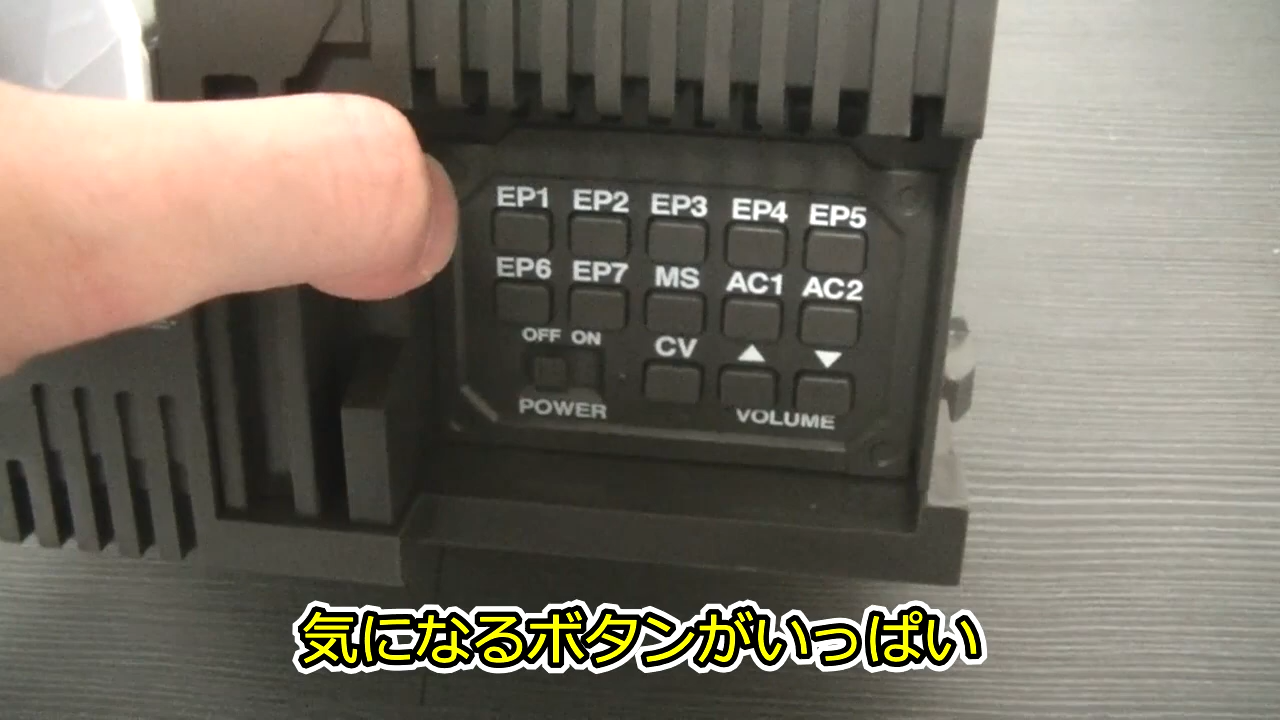 EP1 EP2 EP3 EP4 EP5
EP6 EP7 MS AC1 AC2
OFF ON CV ▲ ▼
POWER VOLUME
気になるボタンがいっぱい